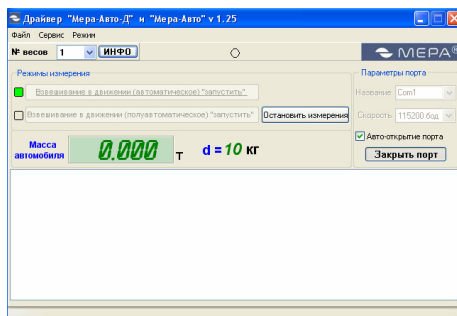 Драйвер "Мера-Авто-Д" и "Мера-Авто" v 1.25
Файл Сервис Режим
№ весов 1 ИНФО МЕРА®
Режимы измерения
Взвешивание в движении (автоматическое) "запустить"
Взвешивание в движении (полуавтоматическое) "запустить" Остановить измерения
Масса автомобиля 0.000 т d = 10 кг
Параметры порта
Название Com1
Скорость 115200 бод
Авто-открытие порта
Закрыть порт